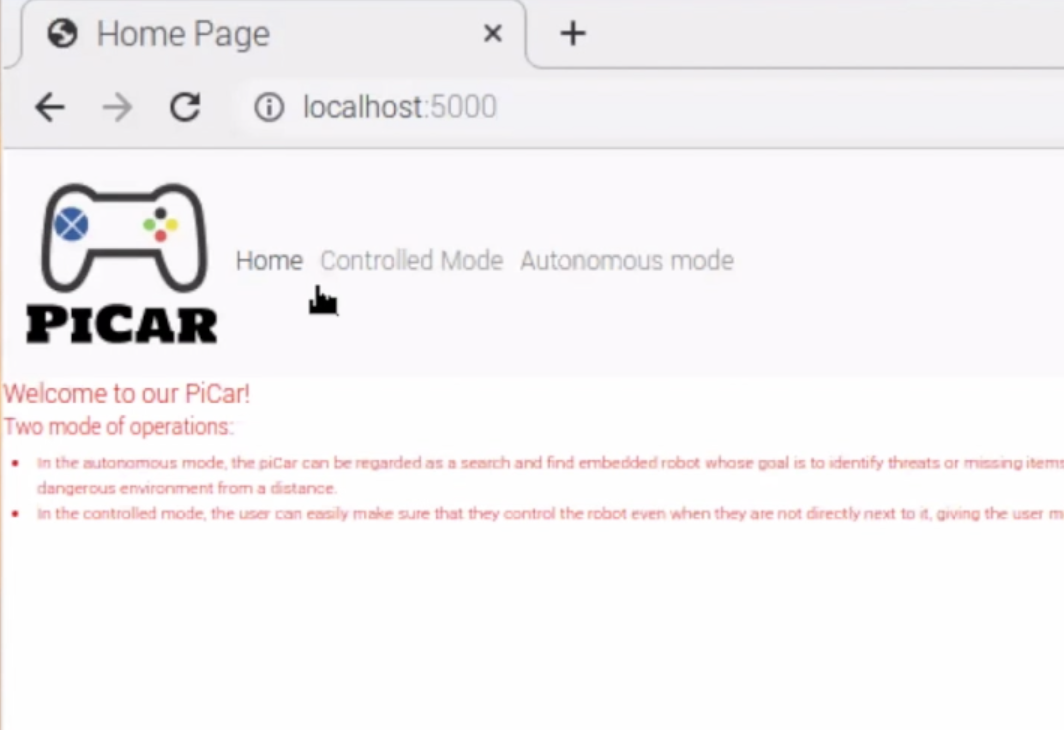 Home Page
localhost:5000
PICAR
Home Controlled Mode Autonomous mode
Welcome to our PiCar!
Two mode of operations:
In the autonomous mode, the piCar can be regarded as a search and find embedded robot whose goal is to identify threats or missing items
dangerous environment from a distance.
In the controlled mode, the user can easily make sure that they control the robot even when they are not directly next to it, giving the user